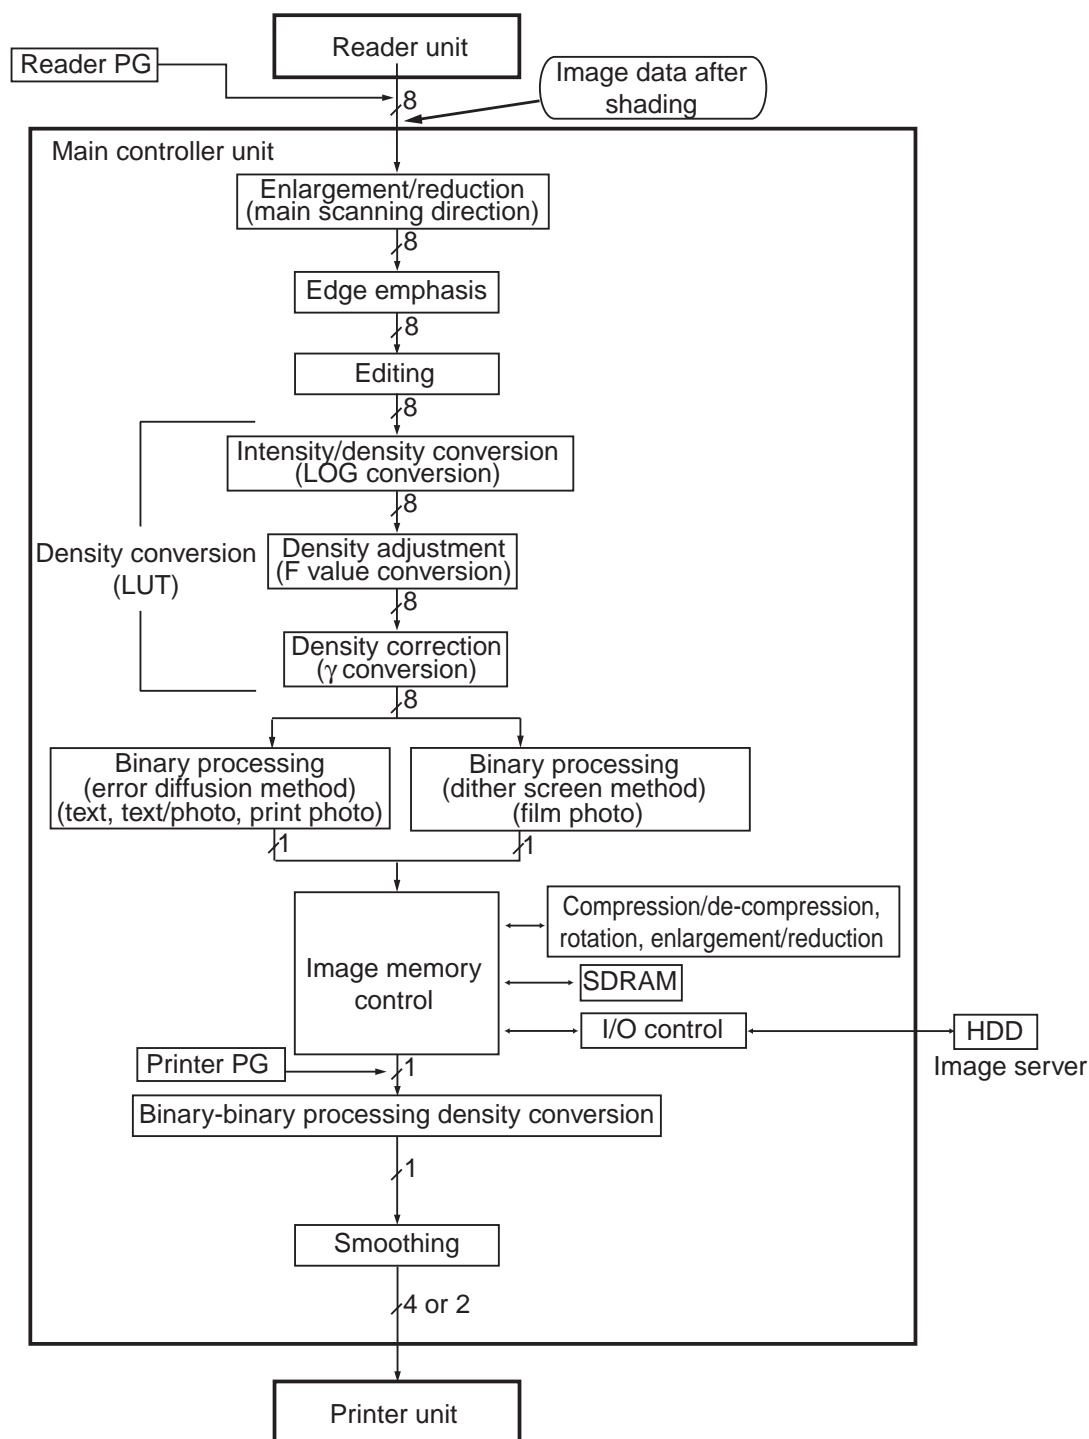 Reader unit
Reader PG
Image data after
shading
8
Main controller unit
Enlargement/reduction
(main scanning direction)
8
Edge emphasis
8
Editing
8
Intensity/density conversion
(LOG conversion)
8
Density conversion
(LUT)
Density adjustment
(F value conversion)
8
Density correction
(γ conversion)
8
Binary processing
(error diffusion method)
(text, text/photo, print photo)
Binary processing
(dither screen method)
(film photo)
1
1
Image memory
control
Compression/de-compression,
rotation, enlargement/reduction
SDRAM
I/O control
HDD
Image server
Printer PG
1
Binary-binary processing density conversion
1
Smoothing
4 or 2
Printer unit